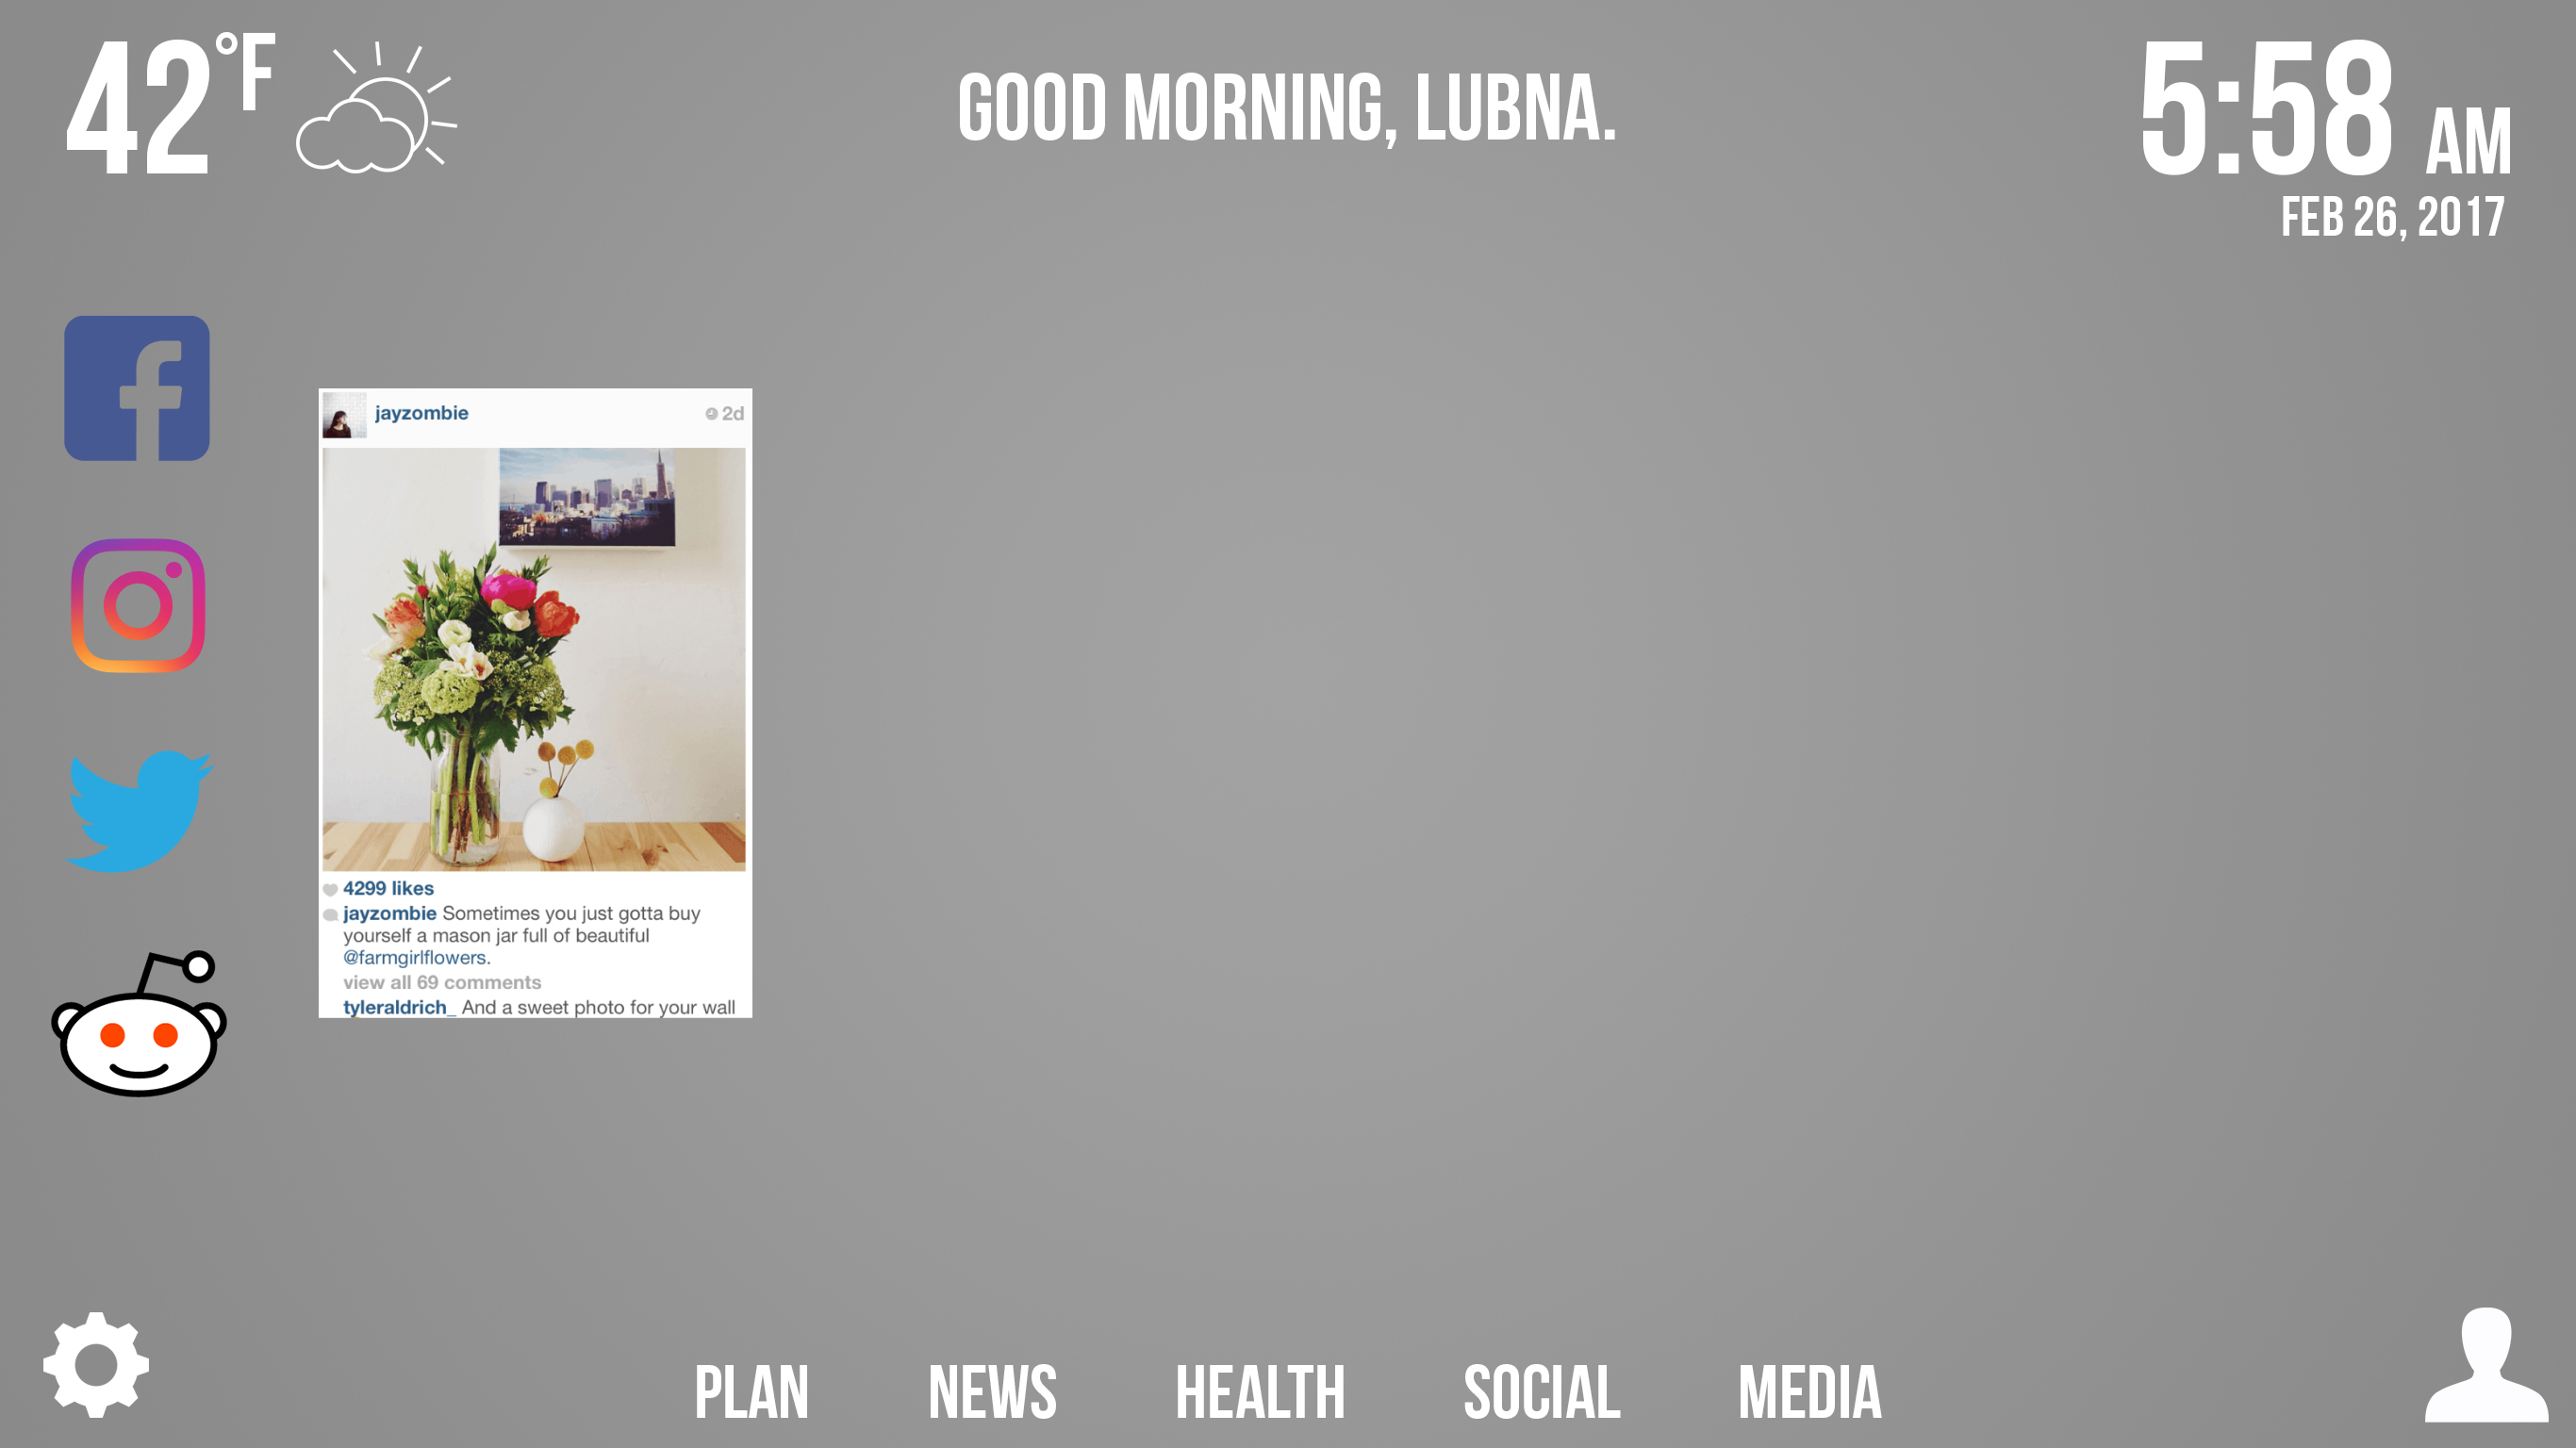 42°F
GOOD MORNING, LUBNA.
5:58 AM
FEB 26, 2017
jayzombie
2d
4299 likes
jayzombie Sometimes you just gotta buy
yourself a mason jar full of beautiful
@farmgirlflowers.
view all 69 comments
tyleraldrich_ And a sweet photo for your wall
PLAN
NEWS
HEALTH
SOCIAL
MEDIA